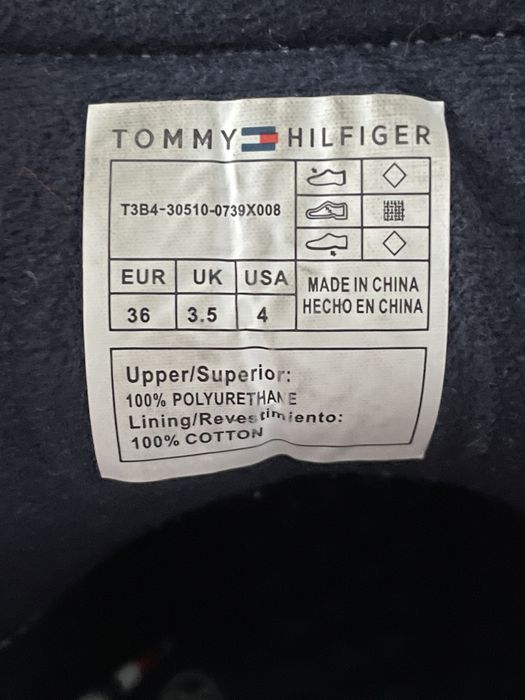 TOMMY HILFIGER
T3B4-30510-0739X008
EUR UK USA
36 3.5 4
MADE IN CHINA
HECHO EN CHINA
Upper/Superior:
100% POLYURETHANE
Lining/Revestimiento:
100% COTTON